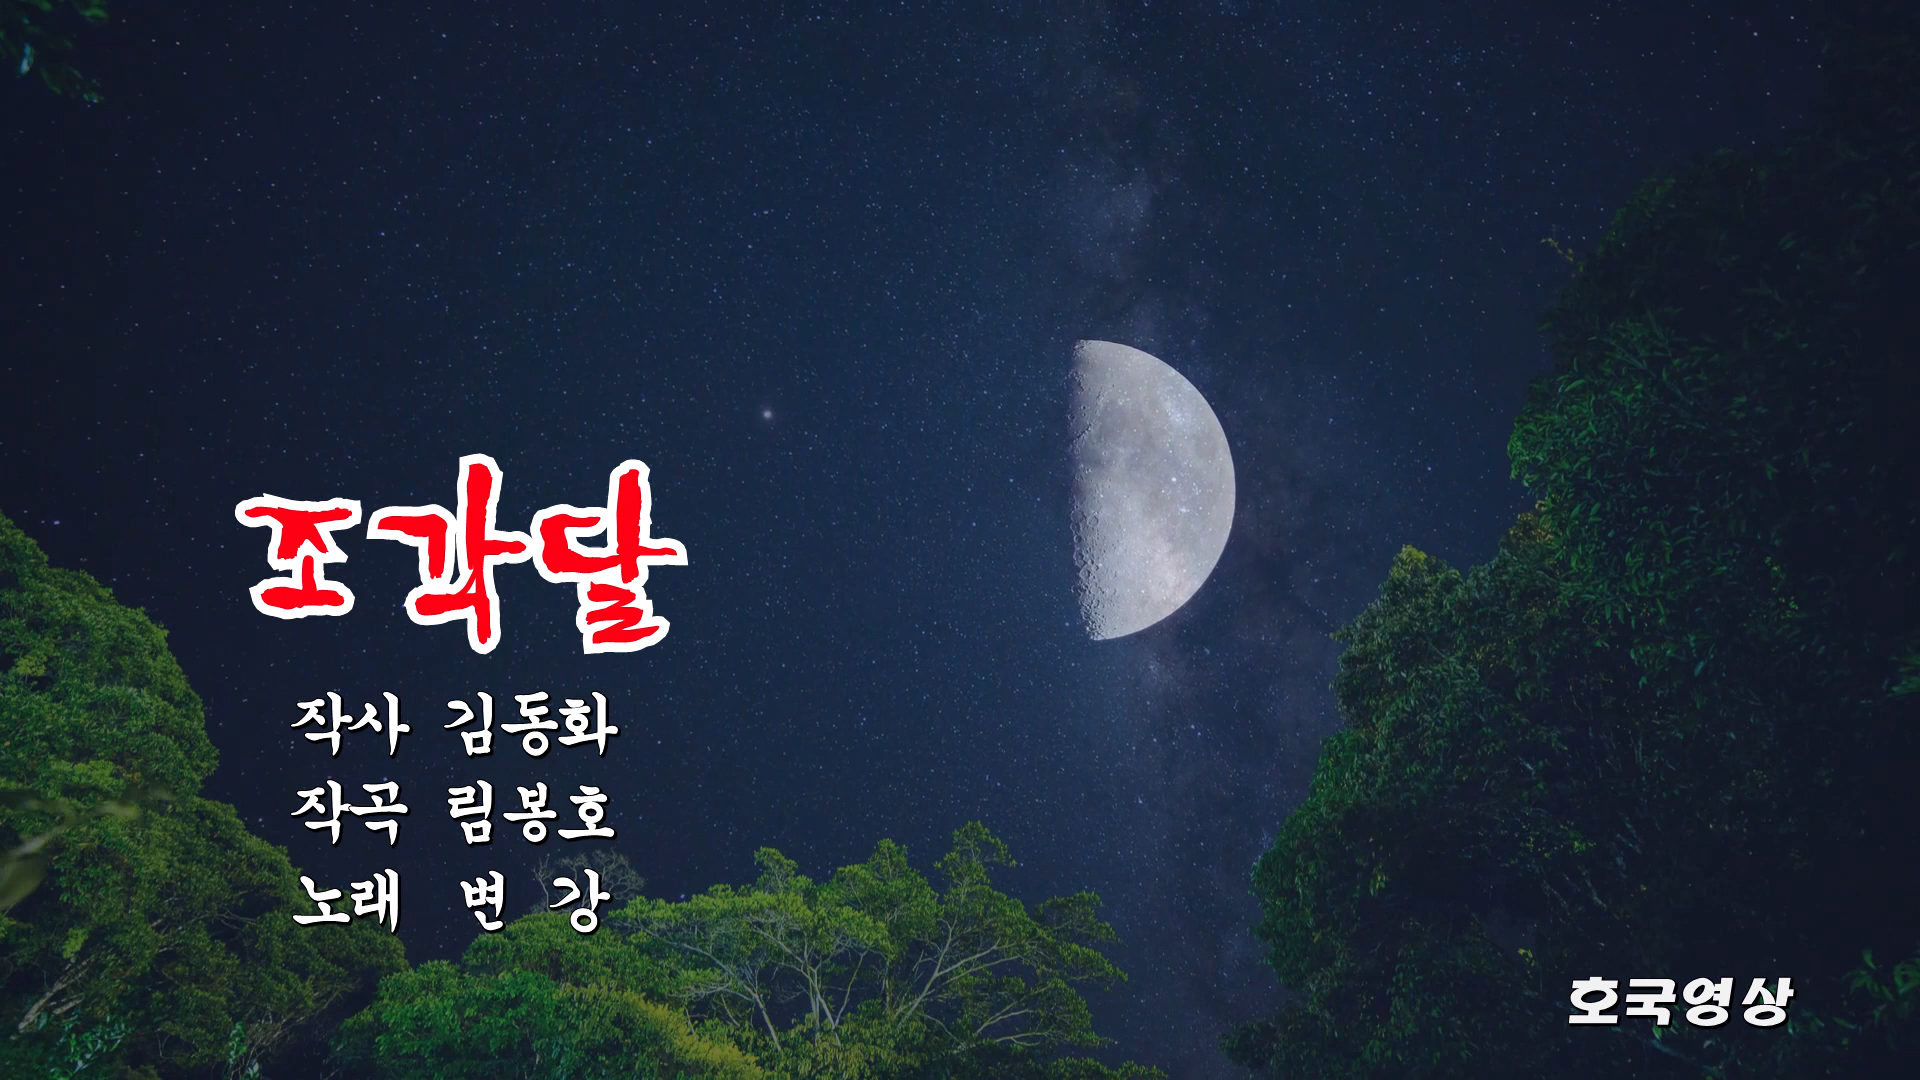 조각달
작사 김동화
작곡 림봉호
노래 변 강
호국영상